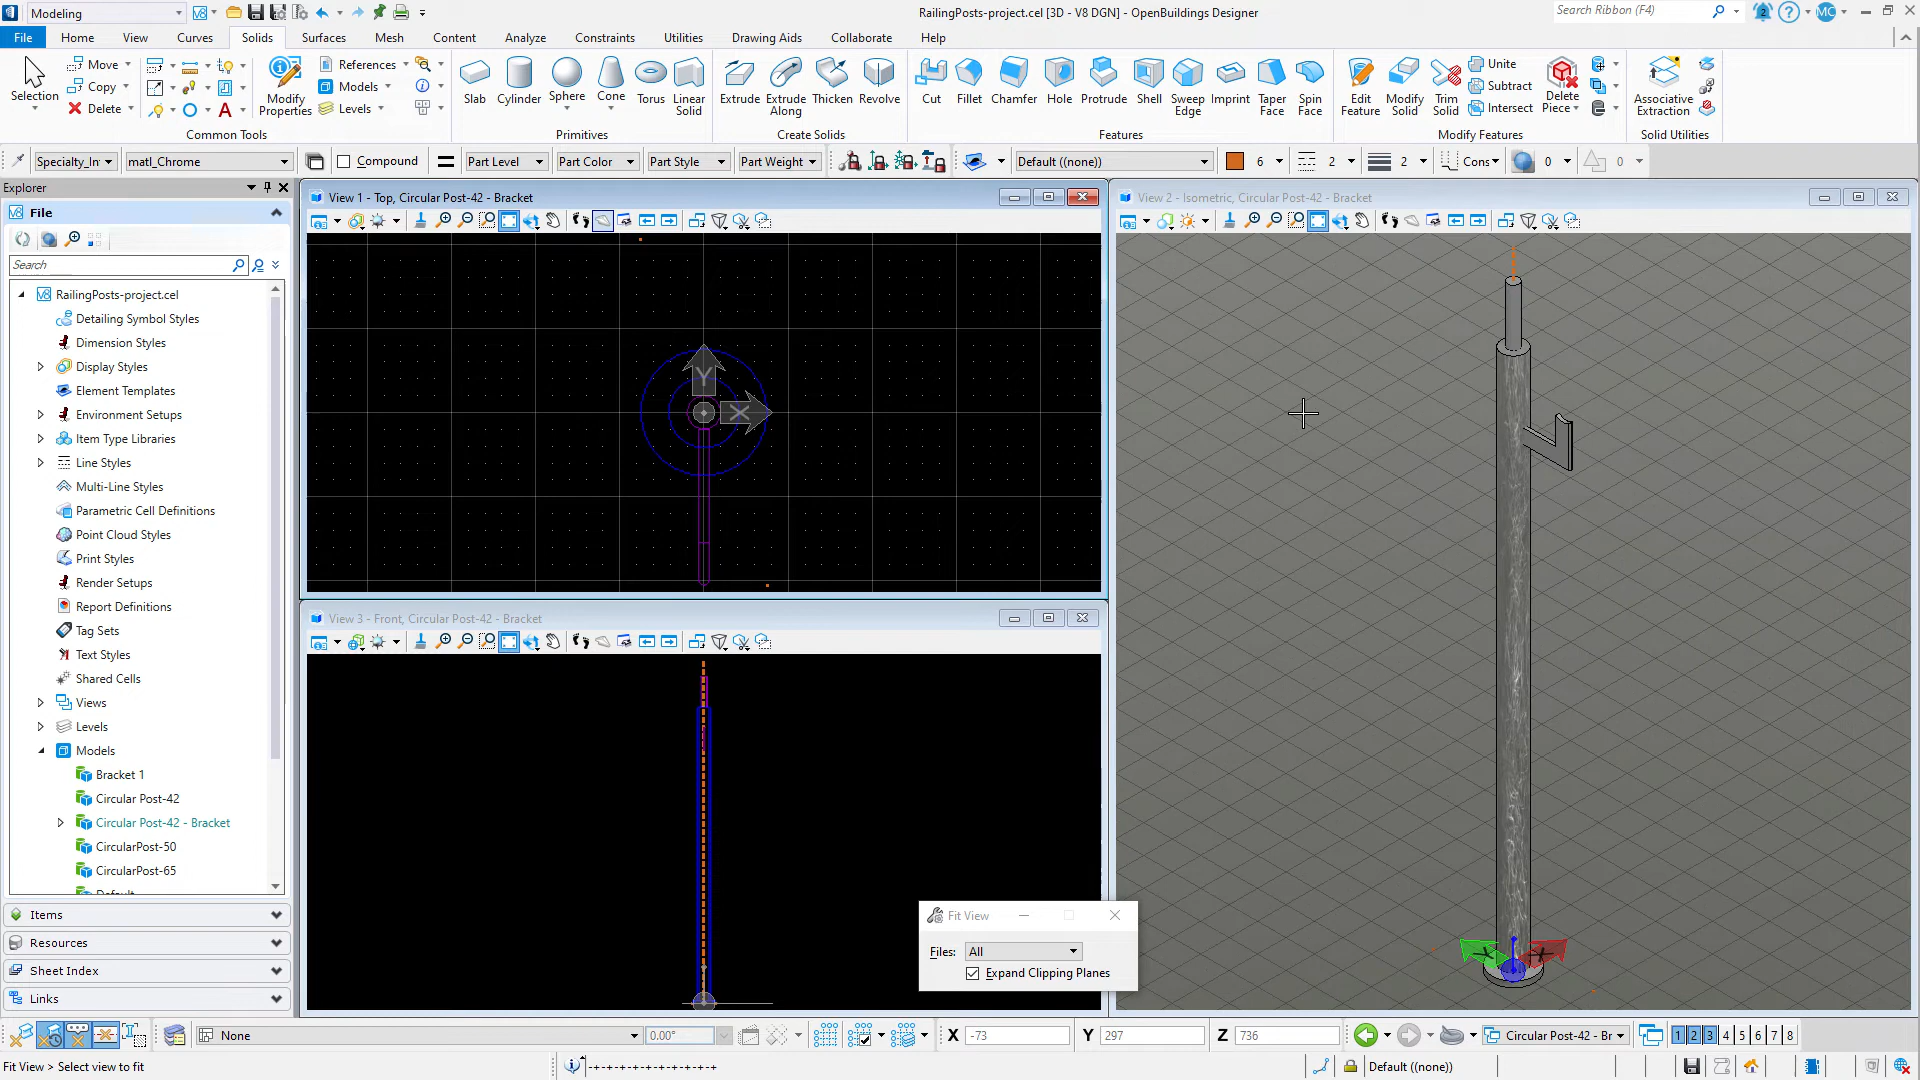 Modeling
RailingPosts-project.cel [3D - V8 DGN] - OpenBuildings Designer
Search Ribbon (F4)
2
MC
File Home View Curves Solids Surfaces Mesh Content Analyze Constraints Utilities Drawing Aids Collaborate Help
Selection
Move
Copy
Delete
Modify Properties
References
Models
Levels
Common Tools
Slab Cylinder Sphere Cone Torus Linear Solid
Primitives
Extrude Extrude Along Thicken Revolve
Create Solids
Cut Fillet Chamfer Hole Protrude Shell Sweep Edge Imprint Taper Face Spin Face
Features
Edit Feature Modify Solid Trim Solid
Unite
Subtract
Intersect
Delete Piece
Modify Features
Associative Extraction
Solid Utilities
Specialty_In matl_Chrome Compound Part Level Part Color Part Style Part Weight Default ((none)) 6 2 2 Cons 0 0
Explorer
File
Search
RailingPosts-project.cel
Detailing Symbol Styles
Dimension Styles
Display Styles
Element Templates
Environment Setups
Item Type Libraries
Line Styles
Multi-Line Styles
Parametric Cell Definitions
Point Cloud Styles
Print Styles
Render Setups
Report Definitions
Tag Sets
Text Styles
Shared Cells
Views
Levels
Models
Bracket 1
Circular Post-42
Circular Post-42 - Bracket
CircularPost-50
CircularPost-65
Default
Items
Resources
Sheet Index
Links
View 1 - Top, Circular Post-42 - Bracket
Y
X
View 2 - Isometric, Circular Post-42 - Bracket
Y
X
View 3 - Front, Circular Post-42 - Bracket
Fit View
Files: All
Expand Clipping Planes
None 0.00° X -73 Y 297 Z 736 Circular Post-42 - Br 1 2 3 4 5 6 7 8
Fit View > Select view to fit
Default ((none))